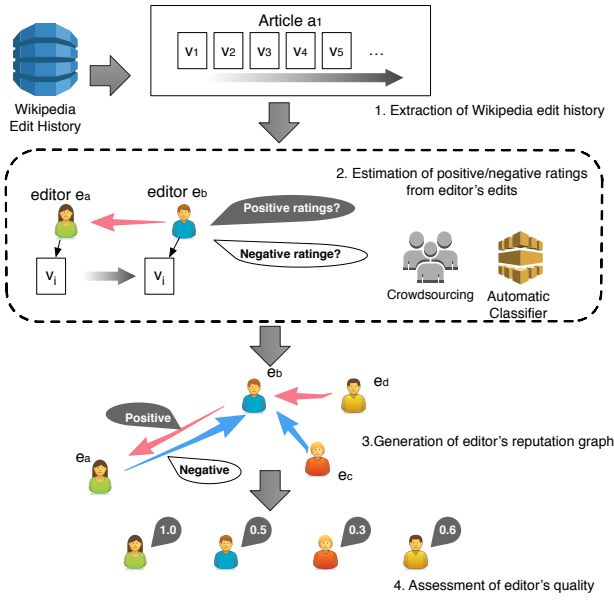 Article a1
v1 v2 v3 v4 v5 ...
Wikipedia
Edit History
1. Extraction of Wikipedia edit history
2. Estimation of positive/negative ratings
from editor's edits
editor ea
editor eb
Positive ratings?
Negative ratinge?
vi
vi
Crowdsourcing
Automatic
Classifier
eb
ed
Positive
3.Generation of editor's reputation graph
ea
Negative
ec
1.0
0.5
0.3
0.6
4. Assessment of editor's quality